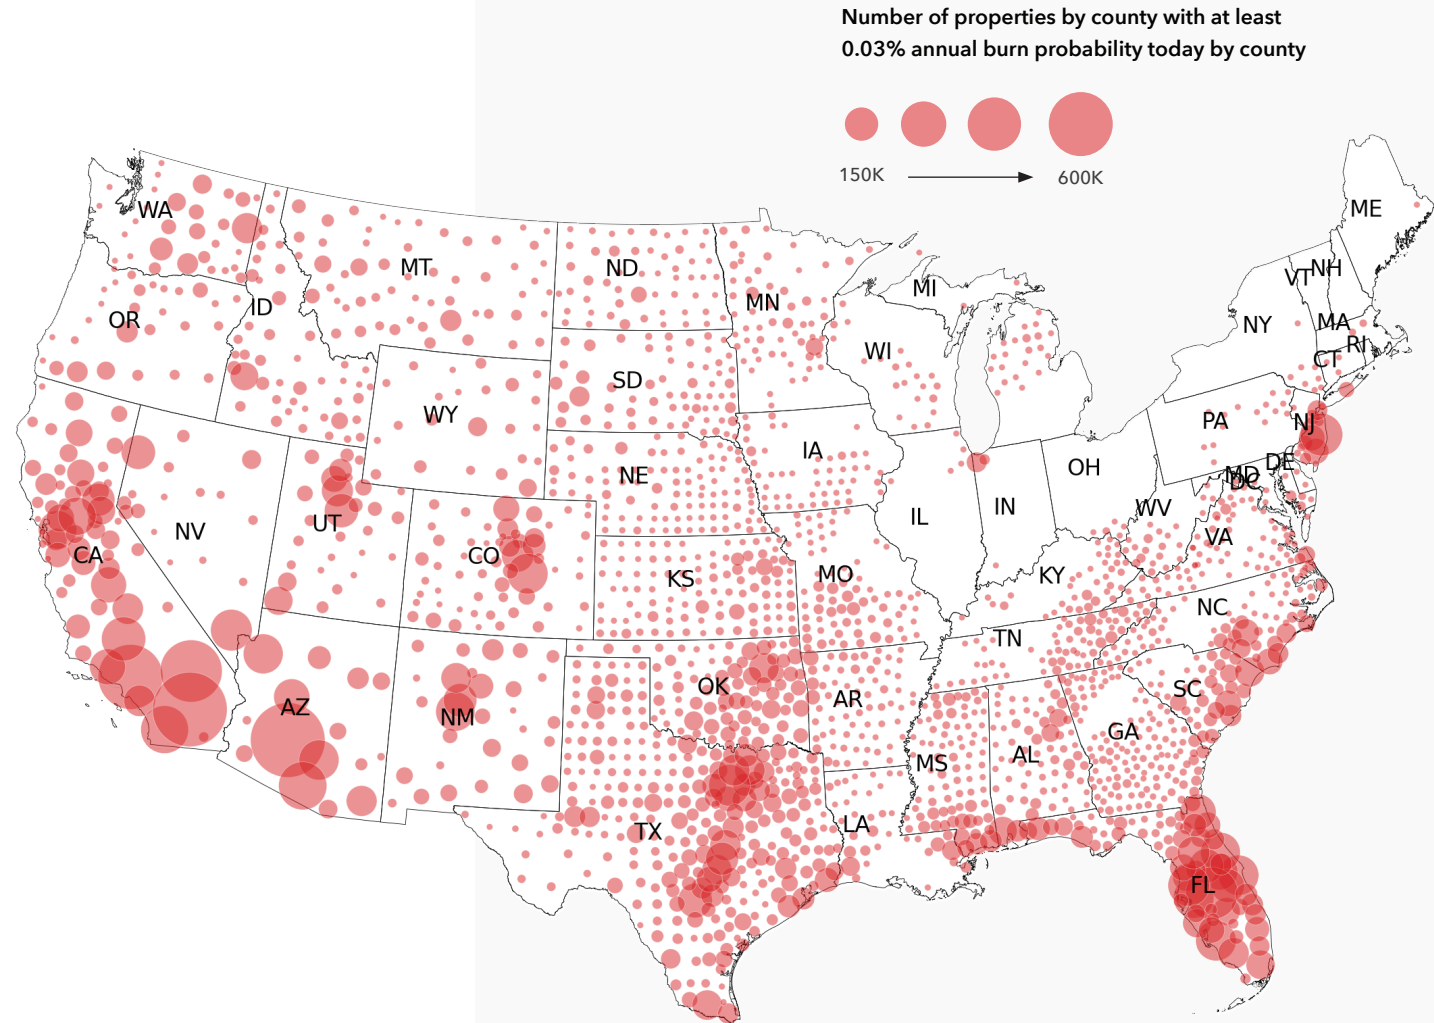 Number of properties by county with at least
0.03% annual burn probability today by county
150K
600K
ME
WA
MT
ND
VT
NH
MI
MN
ID
OR
NY
MA
RI
WI
CT
SD
WY
PA
NJ
IA
NE
OH
DE
MD
DC
IN
WV
IL
NV
UT
VA
CA
CO
KS
MO
KY
NC
TN
OK
SC
AR
AZ
NM
GA
AL
MS
TX
LA
FL